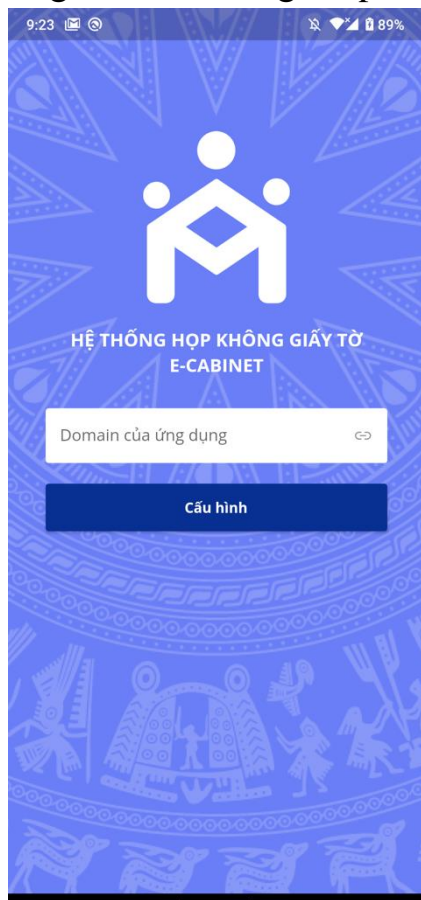 9:23
89%
HỆ THỐNG HỌP KHÔNG GIẤY TỜ
E-CABINET
Domain của ứng dụng
Cấu hình